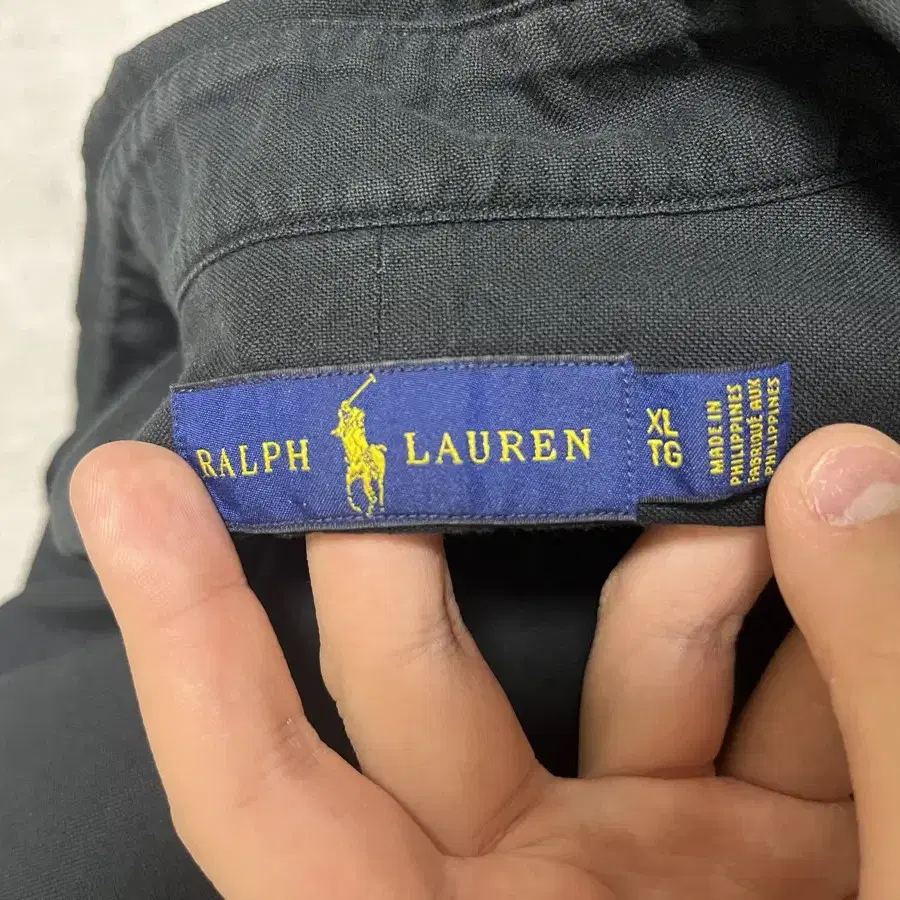 RALPH LAUREN
XL
TG
MADE IN
PHILIPPINES
FABRIQUÉ AUX
PHILIPPINES